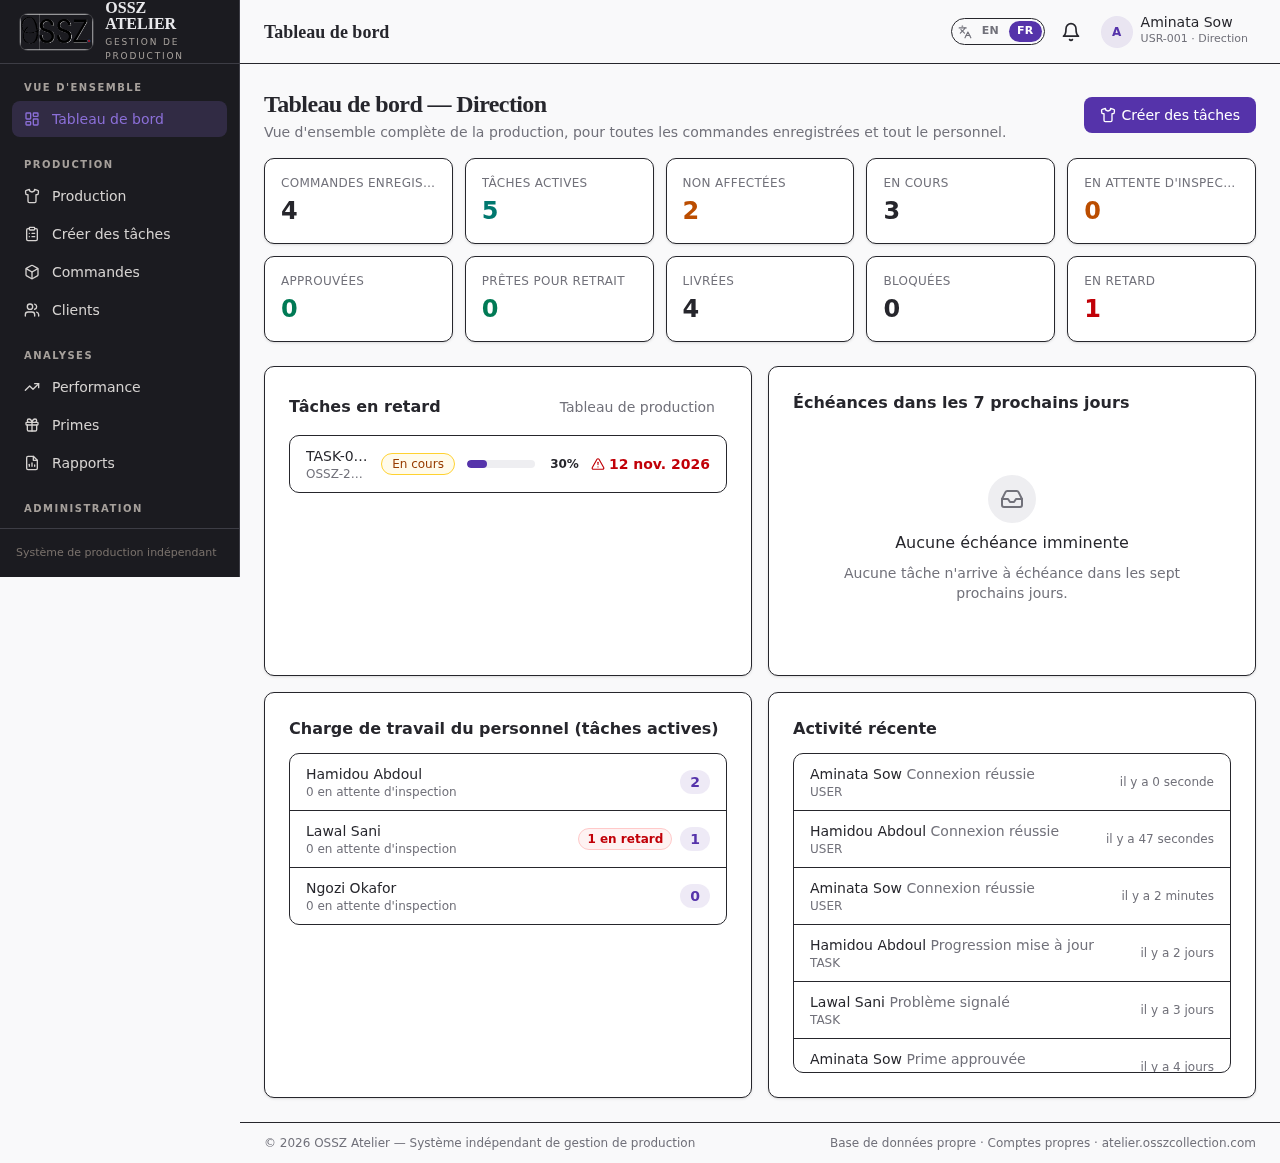 OSSZ
OSSZ
ATELIER
GESTION DE
PRODUCTION
Tableau de bord
EN
FR
A
Aminata Sow
USR-001 · Direction
VUE D'ENSEMBLE
Tableau de bord
PRODUCTION
Production
Créer des tâches
Commandes
Clients
ANALYSES
Performance
Primes
Rapports
ADMINISTRATION
Système de production indépendant
Tableau de bord — Direction
Vue d'ensemble complète de la production, pour toutes les commandes enregistrées et tout le personnel.
Créer des tâches
COMMANDES ENREGIS...
4
TÂCHES ACTIVES
5
NON AFFECTÉES
2
EN COURS
3
EN ATTENTE D'INSPEC...
0
APPROUVÉES
0
PRÊTES POUR RETRAIT
0
LIVRÉES
4
BLOQUÉES
0
EN RETARD
1
Tâches en retard
Tableau de production
TASK-0...
OSSZ-2...
En cours
30%
12 nov. 2026
Échéances dans les 7 prochains jours
Aucune échéance imminente
Aucune tâche n'arrive à échéance dans les sept
prochains jours.
Charge de travail du personnel (tâches actives)
Hamidou Abdoul
0 en attente d'inspection
2
Lawal Sani
0 en attente d'inspection
1 en retard
1
Ngozi Okafor
0 en attente d'inspection
0
Activité récente
Aminata Sow Connexion réussie
USER
il y a 0 seconde
Hamidou Abdoul Connexion réussie
USER
il y a 47 secondes
Aminata Sow Connexion réussie
USER
il y a 2 minutes
Hamidou Abdoul Progression mise à jour
TASK
il y a 2 jours
Lawal Sani Problème signalé
TASK
il y a 3 jours
Aminata Sow Prime approuvée
il y a 4 jours
© 2026 OSSZ Atelier — Système indépendant de gestion de production
Base de données propre · Comptes propres · atelier.osszcollection.com